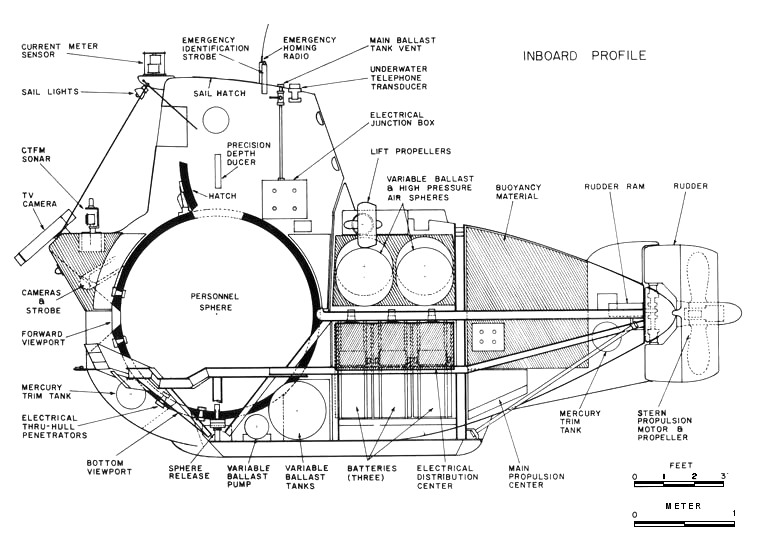 INBOARD PROFILE
CURRENT METER
SENSOR
EMERGENCY
IDENTIFICATION
STROBE
EMERGENCY
HOMING
RADIO
MAIN BALLAST
TANK VENT
UNDERWATER
TELEPHONE
TRANSDUCER
SAIL LIGHTS
SAIL HATCH
ELECTRICAL
JUNCTION BOX
CTFM
SONAR
PRECISION
DEPTH
DUCER
LIFT PROPELLERS
TV
CAMERA
HATCH
VARIABLE BALLAST
& HIGH PRESSURE
AIR SPHERES
BUOYANCY
MATERIAL
RUDDER RAM
RUDDER
CAMERAS
&
STROBE
PERSONNEL
SPHERE
FORWARD
VIEWPORT
MERCURY
TRIM TANK
ELECTRICAL
THRU-HULL
PENETRATORS
BOTTOM
VIEWPORT
SPHERE
RELEASE
VARIABLE
BALLAST
PUMP
VARIABLE
BALLAST
TANKS
BATTERIES
(THREE)
ELECTRICAL
DISTRIBUTION
CENTER
MAIN
PROPULSION
CENTER
MERCURY
TRIM
TANK
STERN
PROPULSION
MOTOR &
PROPELLER
FEET
0 1 2 3'
METER
0 1